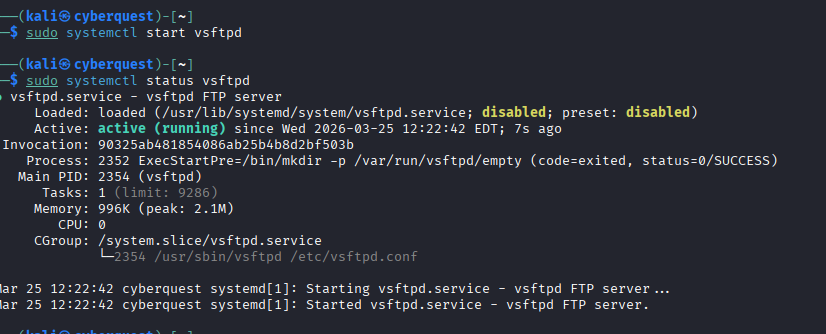 ──(kali㉿cyberquest)-[~]
─$ sudo systemctl start vsftpd
──(kali㉿cyberquest)-[~]
─$ sudo systemctl status vsftpd
● vsftpd.service - vsftpd FTP server
Loaded: loaded (/usr/lib/systemd/system/vsftpd.service; disabled; preset: disabled)
Active: active (running) since Wed 2026-03-25 12:22:42 EDT; 7s ago
Invocation: 90325ab481854086ab25b4b8d2bf503b
Process: 2352 ExecStartPre=/bin/mkdir -p /var/run/vsftpd/empty (code=exited, status=0/SUCCESS)
Main PID: 2354 (vsftpd)
Tasks: 1 (limit: 9286)
Memory: 996K (peak: 2.1M)
CPU: 0
CGroup: /system.slice/vsftpd.service
└─2354 /usr/sbin/vsftpd /etc/vsftpd.conf
ar 25 12:22:42 cyberquest systemd[1]: Starting vsftpd.service - vsftpd FTP server...
ar 25 12:22:42 cyberquest systemd[1]: Started vsftpd.service - vsftpd FTP server.